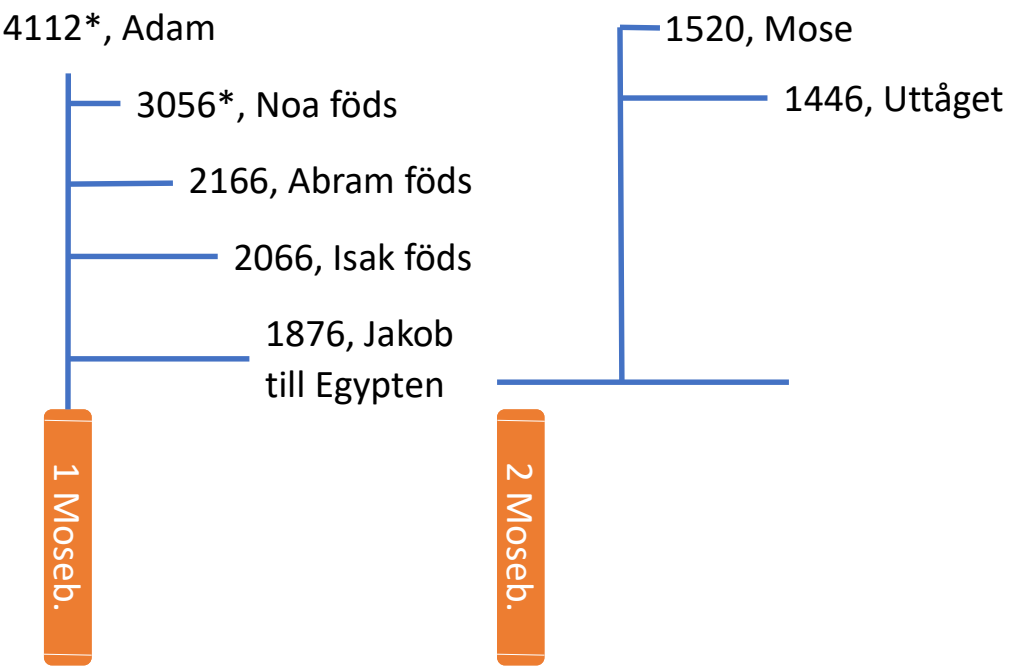 4112*, Adam
3056*, Noa föds
2166, Abram föds
2066, Isak föds
1876, Jakob
till Egypten
1 Moseb.
1520, Mose
1446, Uttåget
2 Moseb.